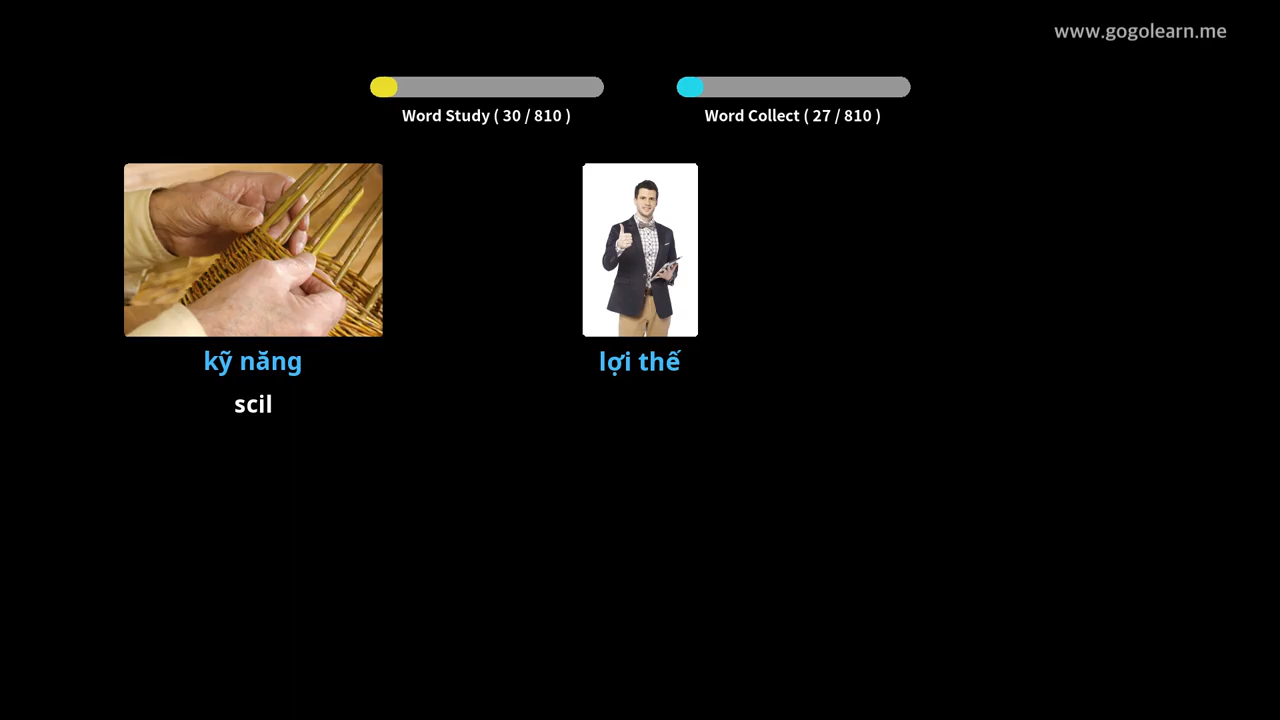 www.gogolearn.me
Word Study ( 30 / 810 )
Word Collect ( 27 / 810 )
kỹ năng
lợi thế
scil